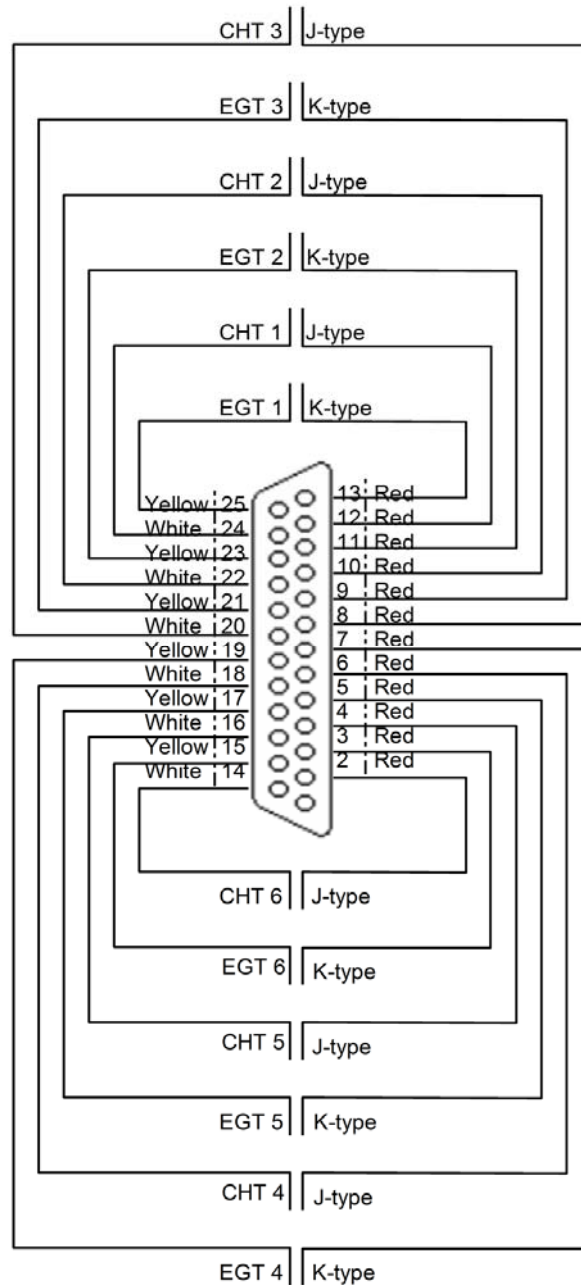 CHT 3 J-type
EGT 3 K-type
CHT 2 J-type
EGT 2 K-type
CHT 1 J-type
EGT 1 K-type
Yellow 25 13 Red
White 24 12 Red
Yellow 23 11 Red
White 22 10 Red
Yellow 21 9 Red
White 20 8 Red
Yellow 19 7 Red
White 18 6 Red
Yellow 17 5 Red
White 16 4 Red
Yellow 15 3 Red
White 14 2 Red
CHT 6 J-type
EGT 6 K-type
CHT 5 J-type
EGT 5 K-type
CHT 4 J-type
EGT 4 K-type